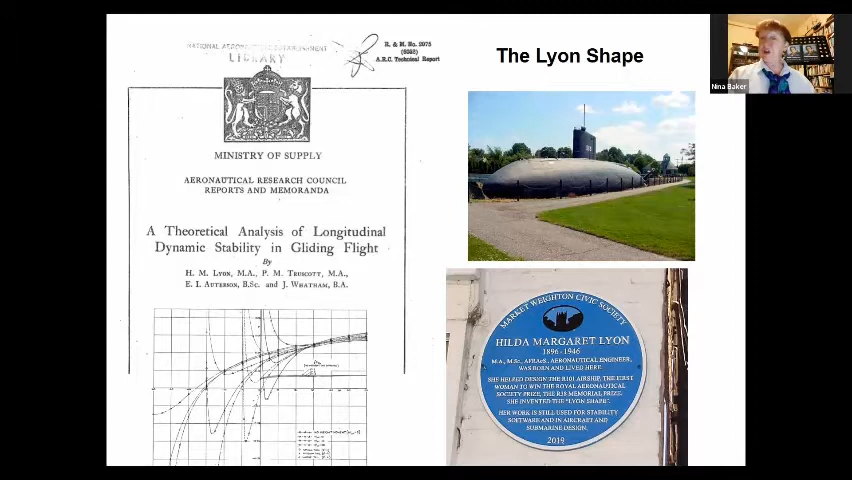 NATIONAL AERONAUTICAL ESTABLISHMENT
LIBRARY
R. & M. No. 2075
A.R.C. Technical Report
MINISTRY OF SUPPLY
AERONAUTICAL RESEARCH COUNCIL
REPORTS AND MEMORANDA
A Theoretical Analysis of Longitudinal
Dynamic Stability in Gliding Flight
By
H. M. LYON, M.A., P. M. TRUSCOTT, M.A.,
E. I. AUTERSON, B.Sc. and J. WHATHAM, B.A.
The Lyon Shape
MARKET WEIGHTON CIVIC SOCIETY
HILDA MARGARET LYON
1896-1946
M.A., M.Sc., AFRAeS., AERONAUTICAL ENGINEER,
WAS BORN AND LIVED HERE.
SHE HELPED DESIGN THE R101 AIRSHIP. THE FIRST
WOMAN TO WIN THE ROYAL AERONAUTICAL
SOCIETY PRIZE, THE R38 MEMORIAL PRIZE.
SHE INVENTED THE "LYON SHAPE".
HER WORK IS STILL USED FOR STABILITY
SOFTWARE AND IN AIRCRAFT AND
SUBMARINE DESIGN.
2019
Nina Baker